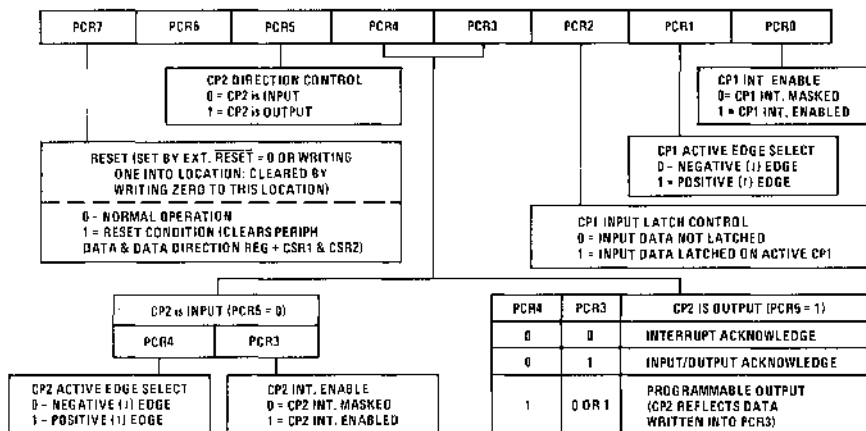 PCR7 PCR6 PCR5 PCR4 PCR3 PCR2 PCR1 PCR0
CP2 DIRECTION CONTROL
0 = CP2 is INPUT
1 = CP2 is OUTPUT
CP1 INT. ENABLE
0= CP1 INT. MASKED
1 = CP1 INT. ENABLED
RESET (SET BY EXT. RESET = 0 OR WRITING
ONE INTO LOCATION: CLEARED BY
WRITING ZERO TO THIS LOCATION)
0 - NORMAL OPERATION
1 = RESET CONDITION (CLEARS PERIPH
DATA & DATA DIRECTION REG + CSR1 & CSR2)
CP1 ACTIVE EDGE SELECT
0 - NEGATIVE (↓) EDGE
1 = POSITIVE (↑) EDGE
CP1 INPUT LATCH CONTROL
0 = INPUT DATA NOT LATCHED
1 = INPUT DATA LATCHED ON ACTIVE CP1
CP2 is INPUT (PCR5 = 0)
PCR4 PCR3
CP2 ACTIVE EDGE SELECT
0 - NEGATIVE (↓) EDGE
1 - POSITIVE (↑) EDGE
CP2 INT. ENABLE
0 = CP2 INT. MASKED
1 = CP2 INT. ENABLED
PCR4 PCR3 CP2 IS OUTPUT (PCR5 = 1)
0 0 INTERRUPT ACKNOWLEDGE
0 1 INPUT/OUTPUT ACKNOWLEDGE
1 0 OR 1 PROGRAMMABLE OUTPUT
(CP2 REFLECTS DATA
WRITTEN INTO PCR3)